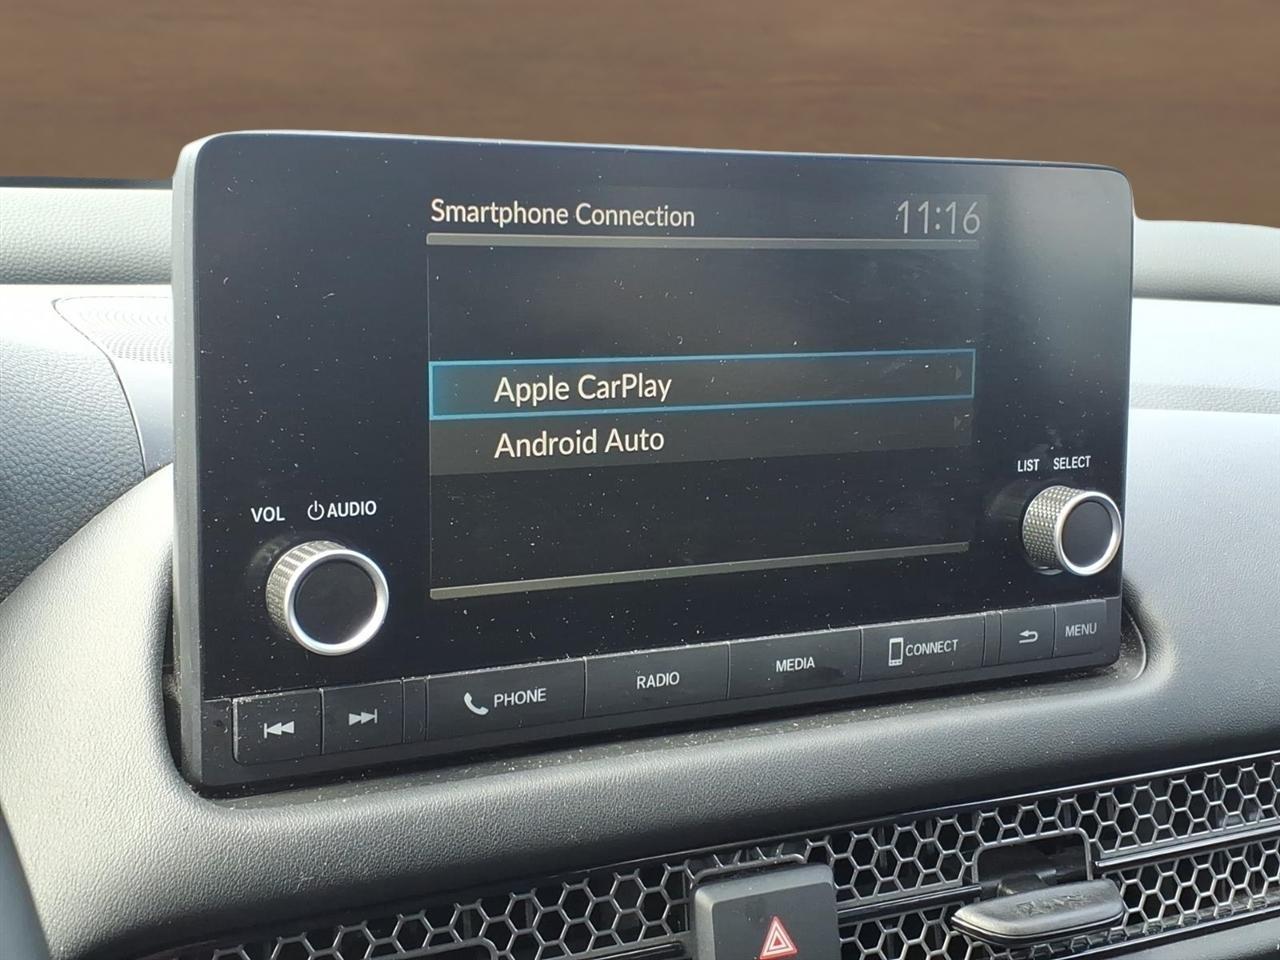 Smartphone Connection 11:16
Apple CarPlay
Android Auto
LIST SELECT
VOL AUDIO
PHONE RADIO MEDIA CONNECT MENU